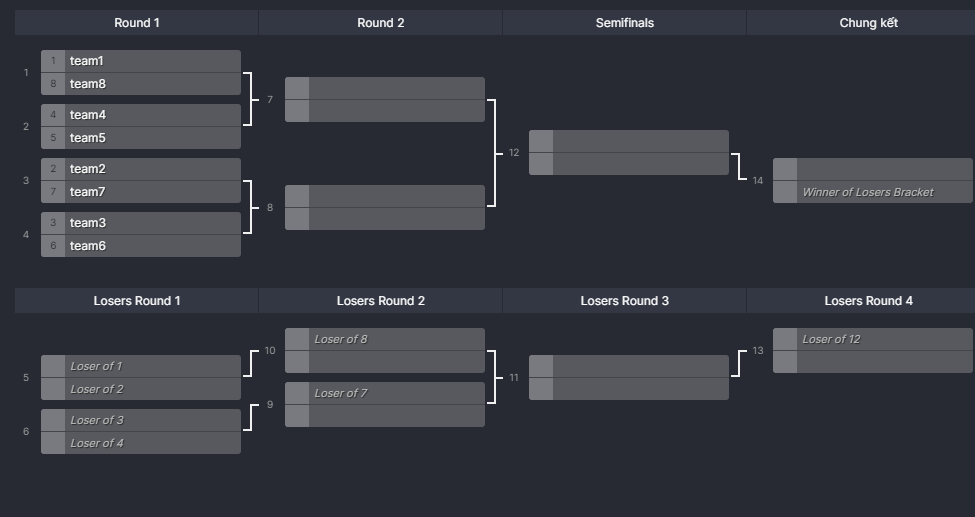 Round 1
Round 2
Semifinals
Chung kết
1
1 team1
8 team8
2
4 team4
5 team5
3
2 team2
7 team7
4
3 team3
6 team6
7
8
12
14
Winner of Losers Bracket
Losers Round 1
Losers Round 2
Losers Round 3
Losers Round 4
5
Loser of 1
Loser of 2
6
Loser of 3
Loser of 4
10
Loser of 8
9
Loser of 7
11
13
Loser of 12